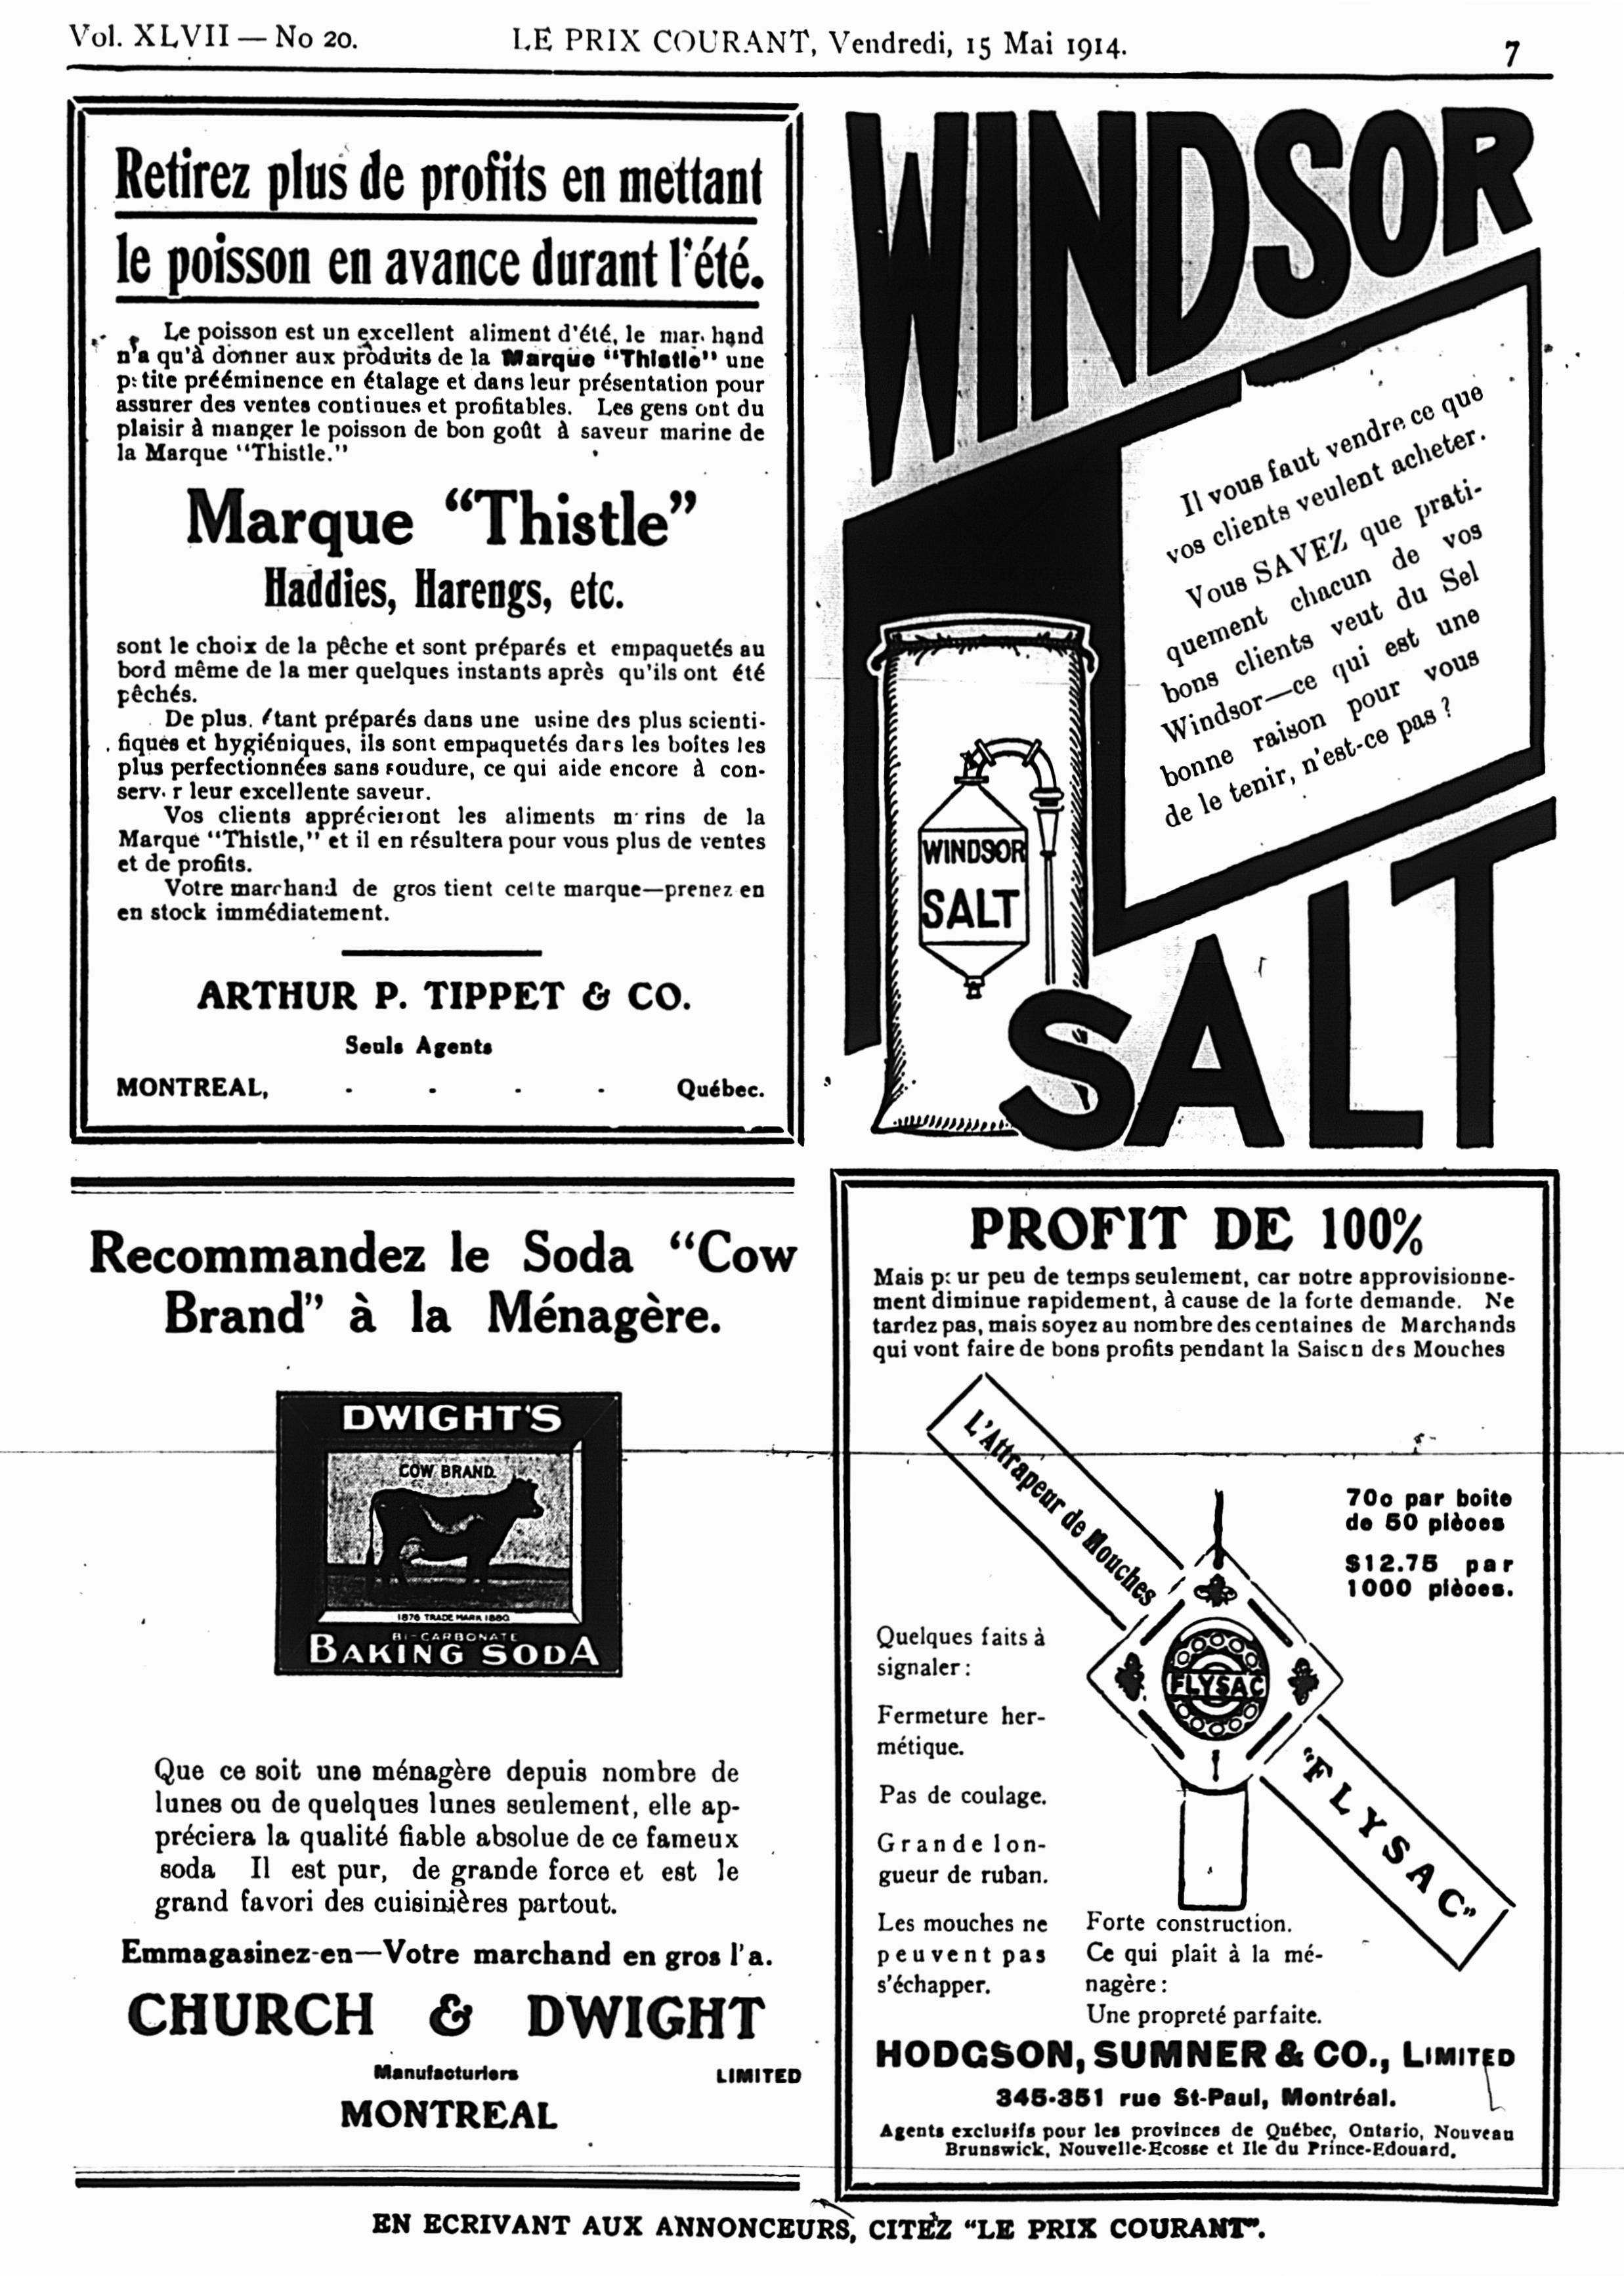 Vol. XLVII — No 20.
LE PRIX COURANT, Vendredi, 15 Mai 1914.
7
Retirez plus de profits en mettant
le poisson en avance durant l'été.
Le poisson est un excellent aliment d'été, le mar hand
n'a qu'à donner aux produits de la Marque "Thistle" une
p tite prééminence en étalage et dans leur présentation pour
assurer des ventes continues et profitables. Les gens ont du
plaisir à manger le poisson de bon goût à saveur marine de
la Marque "Thistle."
Marque "Thistle"
Haddies, Harengs, etc.
sont le choix de la pêche et sont préparés et empaquetés au
bord même de la mer quelques instants après qu'ils ont été
pêchés.
De plus, étant préparés dans une usine des plus scienti-
fiques et hygiéniques, ils sont empaquetés dans les boîtes les
plus perfectionnées sans soudure, ce qui aide encore à con-
serv r leur excellente saveur.
Vos clients apprécieront les aliments m rins de la
Marque "Thistle," et il en résultera pour vous plus de ventes
et de profits.
Votre marchand de gros tient cette marque—prenez en
en stock immédiatement.
ARTHUR P. TIPPET & CO.
Seuls Agents
MONTREAL, - - - - Québec.
WINDSOR
Il vous faut vendre ce que
vos clients veulent acheter.
Vous SAVEZ que prati-
quement chacun de vos
bons clients veut du Sel
Windsor—ce qui est une
bonne raison pour vous
de le tenir, n'est-ce pas ?
WINDSOR
SALT
SALT
Recommandez le Soda "Cow
Brand" à la Ménagère.
DWIGHT'S
COW BRAND.
1876 TRADE MARK 1880
BI-CARBONATE
BAKING SODA
Que ce soit une ménagère depuis nombre de
lunes ou de quelques lunes seulement, elle ap-
préciera la qualité fiable absolue de ce fameux
soda Il est pur, de grande force et est le
grand favori des cuisinières partout.
Emmagasinez-en—Votre marchand en gros l'a.
CHURCH & DWIGHT
Manufacturiers
LIMITED
MONTREAL
PROFIT DE 100%
Mais p ur peu de temps seulement, car notre approvisionne-
ment diminue rapidement, à cause de la forte demande. Ne
tardez pas, mais soyez au nombre des centaines de Marchands
qui vont faire de bons profits pendant la Saison des Mouches
L'Attrapeur de Mouches
70c par boite
de 50 pièces
$12.75 par
1000 pièces.
FLYSAC
"FLYSAC"
Quelques faits à
signaler :
Fermeture her-
métique.
Pas de coulage.
Grande lon-
gueur de ruban.
Les mouches ne
peuvent pas
s'échapper.
Forte construction.
Ce qui plait à la mé-
nagère :
Une propreté parfaite.
HODGSON, SUMNER & CO., LIMITED
345-351 rue St-Paul, Montréal.
Agents exclusifs pour les provinces de Québec, Ontario, Nouveau
Brunswick, Nouvelle-Ecosse et Ile du Prince-Edouard.
EN ECRIVANT AUX ANNONCEURS, CITEZ "LE PRIX COURANT".